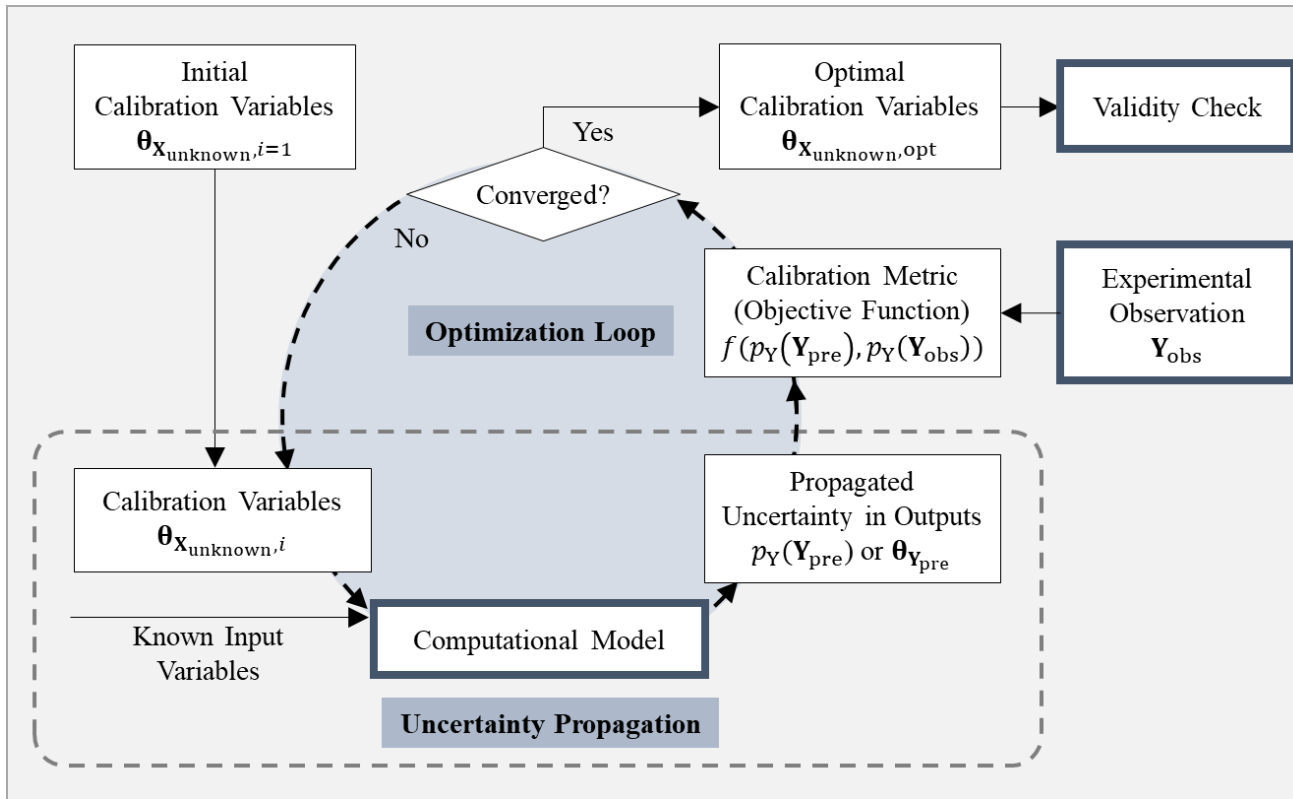 Initial
Calibration Variables
𝛉𝐗unknown,𝑖=1
Optimal
Calibration Variables
𝛉𝐗unknown,opt
Validity Check
Yes
Converged?
No
Calibration Metric
(Objective Function)
𝑓(𝑝Y(𝐘pre), 𝑝Y(𝐘obs))
Experimental
Observation
𝐘obs
Optimization Loop
Calibration Variables
𝛉𝐗unknown,𝑖
Propagated
Uncertainty in Outputs
𝑝Y(𝐘pre) or 𝛉𝐘pre
Known Input
Variables
Computational Model
Uncertainty Propagation